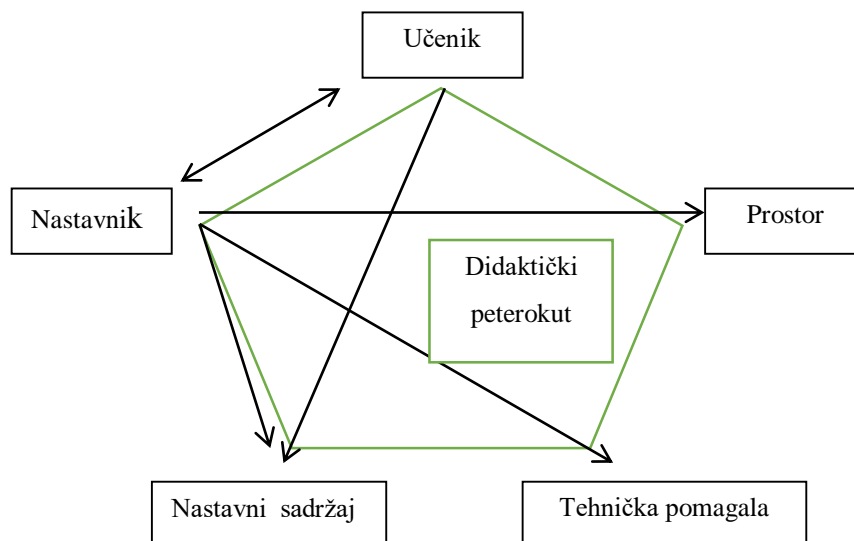 Učenik
Nastavnik
Prostor
Didaktički
peterokut
Nastavni sadržaj
Tehnička pomagala